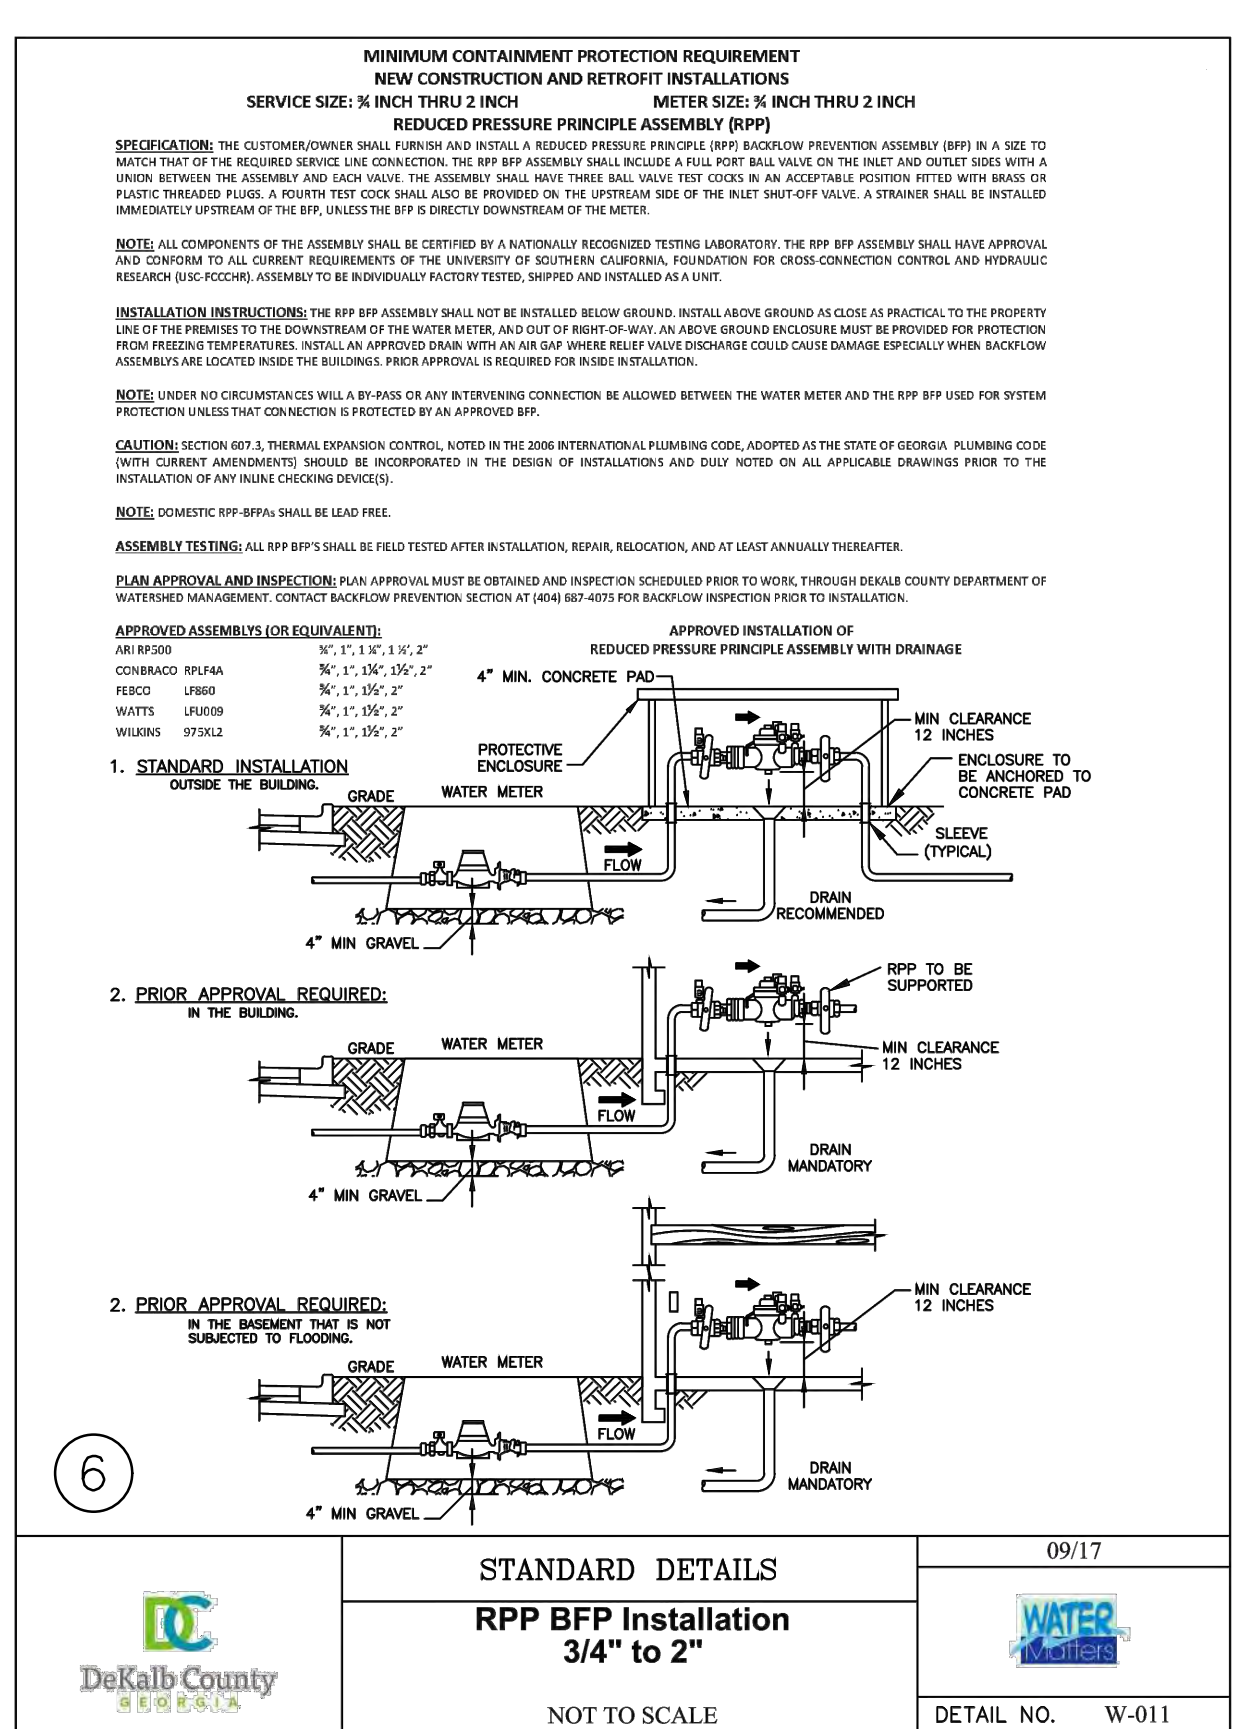 MINIMUM CONTAINMENT PROTECTION REQUIREMENT
NEW CONSTRUCTION AND RETROFIT INSTALLATIONS
SERVICE SIZE: ¾ INCH THRU 2 INCH METER SIZE: ¾ INCH THRU 2 INCH
REDUCED PRESSURE PRINCIPLE ASSEMBLY (RPP)
SPECIFICATION: THE CUSTOMER/OWNER SHALL FURNISH AND INSTALL A REDUCED PRESSURE PRINCIPLE (RPP) BACKFLOW PREVENTION ASSEMBLY (BFP) IN A SIZE TO
MATCH THAT OF THE REQUIRED SERVICE LINE CONNECTION. THE RPP BFP ASSEMBLY SHALL INCLUDE A FULL PORT BALL VALVE ON THE INLET AND OUTLET SIDES WITH A
UNION BETWEEN THE ASSEMBLY AND EACH VALVE. THE ASSEMBLY SHALL HAVE THREE BALL VALVE TEST COCKS IN AN ACCEPTABLE POSITION FITTED WITH BRASS OR
PLASTIC THREADED PLUGS. A FOURTH TEST COCK SHALL ALSO BE PROVIDED ON THE UPSTREAM SIDE OF THE INLET SHUT-OFF VALVE. A STRAINER SHALL BE INSTALLED
IMMEDIATELY UPSTREAM OF THE BFP, UNLESS THE BFP IS DIRECTLY DOWNSTREAM OF THE METER.
NOTE: ALL COMPONENTS OF THE ASSEMBLY SHALL BE CERTIFIED BY A NATIONALLY RECOGNIZED TESTING LABORATORY. THE RPP BFP ASSEMBLY SHALL HAVE APPROVAL
AND CONFORM TO ALL CURRENT REQUIREMENTS OF THE UNIVERSITY OF SOUTHERN CALIFORNIA, FOUNDATION FOR CROSS-CONNECTION CONTROL AND HYDRAULIC
RESEARCH (USC-FCCCHR). ASSEMBLY TO BE INDIVIDUALLY FACTORY TESTED, SHIPPED AND INSTALLED AS A UNIT.
INSTALLATION INSTRUCTIONS: THE RPP BFP ASSEMBLY SHALL NOT BE INSTALLED BELOW GROUND. INSTALL ABOVE GROUND AS CLOSE AS PRACTICAL TO THE PROPERTY
LINE OF THE PREMISES TO THE DOWNSTREAM OF THE WATER METER, AND OUT OF RIGHT-OF-WAY. AN ABOVE GROUND ENCLOSURE MUST BE PROVIDED FOR PROTECTION
FROM FREEZING TEMPERATURES. INSTALL AN APPROVED DRAIN WITH AN AIR GAP WHERE RELIEF VALVE DISCHARGE COULD CAUSE DAMAGE ESPECIALLY WHEN BACKFLOW
ASSEMBLYS ARE LOCATED INSIDE THE BUILDINGS. PRIOR APPROVAL IS REQUIRED FOR INSIDE INSTALLATION.
NOTE: UNDER NO CIRCUMSTANCES WILL A BY-PASS OR ANY INTERVENING CONNECTION BE ALLOWED BETWEEN THE WATER METER AND THE RPP BFP USED FOR SYSTEM
PROTECTION UNLESS THAT CONNECTION IS PROTECTED BY AN APPROVED BFP.
CAUTION: SECTION 607.3, THERMAL EXPANSION CONTROL, NOTED IN THE 2006 INTERNATIONAL PLUMBING CODE, ADOPTED AS THE STATE OF GEORGIA PLUMBING CODE
(WITH CURRENT AMENDMENTS) SHOULD BE INCORPORATED IN THE DESIGN OF INSTALLATIONS AND DULY NOTED ON ALL APPLICABLE DRAWINGS PRIOR TO THE
INSTALLATION OF ANY INLINE CHECKING DEVICE(S).
NOTE: DOMESTIC RPP-BFPAs SHALL BE LEAD FREE.
ASSEMBLY TESTING: ALL RPP BFP'S SHALL BE FIELD TESTED AFTER INSTALLATION, REPAIR, RELOCATION, AND AT LEAST ANNUALLY THEREAFTER.
PLAN APPROVAL AND INSPECTION: PLAN APPROVAL MUST BE OBTAINED AND INSPECTION SCHEDULED PRIOR TO WORK, THROUGH DEKALB COUNTY DEPARTMENT OF
WATERSHED MANAGEMENT. CONTACT BACKFLOW PREVENTION SECTION AT (404) 687-4075 FOR BACKFLOW INSPECTION PRIOR TO INSTALLATION.
APPROVED ASSEMBLYS (OR EQUIVALENT):
ARI RP500 ¾", 1", 1 ¼", 1 ½', 2"
CONBRACO RPLF4A ¾", 1", 1¼", 1½", 2"
FEBCO LF860 ¾", 1", 1½", 2"
WATTS LFU009 ¾", 1", 1½", 2"
WILKINS 975XL2 ¾", 1", 1½", 2"
APPROVED INSTALLATION OF
REDUCED PRESSURE PRINCIPLE ASSEMBLY WITH DRAINAGE
4" MIN. CONCRETE PAD
MIN CLEARANCE
12 INCHES
PROTECTIVE
ENCLOSURE
ENCLOSURE TO
BE ANCHORED TO
CONCRETE PAD
1. STANDARD INSTALLATION
OUTSIDE THE BUILDING.
GRADE
WATER METER
SLEEVE
(TYPICAL)
FLOW
DRAIN
RECOMMENDED
4" MIN GRAVEL
RPP TO BE
SUPPORTED
2. PRIOR APPROVAL REQUIRED:
IN THE BUILDING.
GRADE
WATER METER
MIN CLEARANCE
12 INCHES
FLOW
DRAIN
MANDATORY
4" MIN GRAVEL
MIN CLEARANCE
12 INCHES
2. PRIOR APPROVAL REQUIRED:
IN THE BASEMENT THAT IS NOT
SUBJECTED TO FLOODING.
GRADE
WATER METER
FLOW
DRAIN
MANDATORY
4" MIN GRAVEL
6
DC
DeKalb County
GEORGIA
STANDARD DETAILS
RPP BFP Installation
3/4" to 2"
NOT TO SCALE
09/17
WATER
Matters
DETAIL NO. W-011